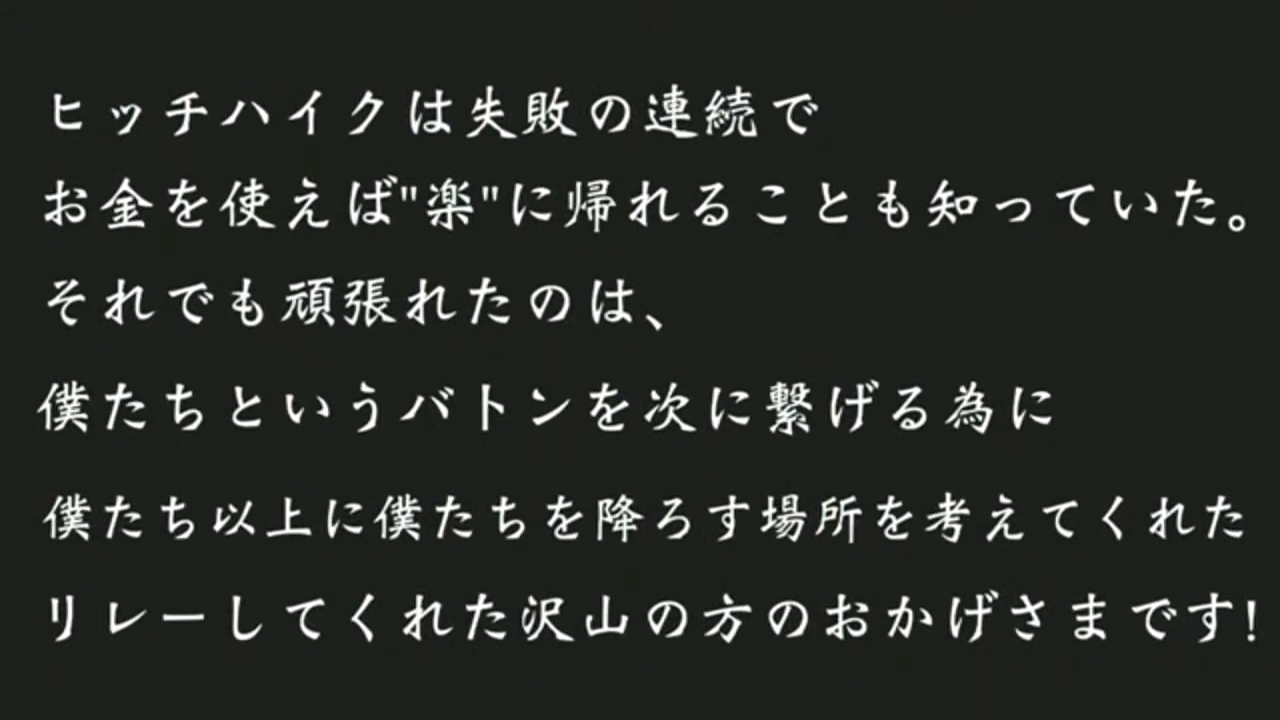 ヒッチハイクは失敗の連続で
お金を使えば"楽"に帰れることも知っていた。
それでも頑張れたのは、
僕たちというバトンを次に繋げる為に
僕たち以上に僕たちを降ろす場所を考えてくれた
リレーしてくれた沢山の方のおかげさまです!